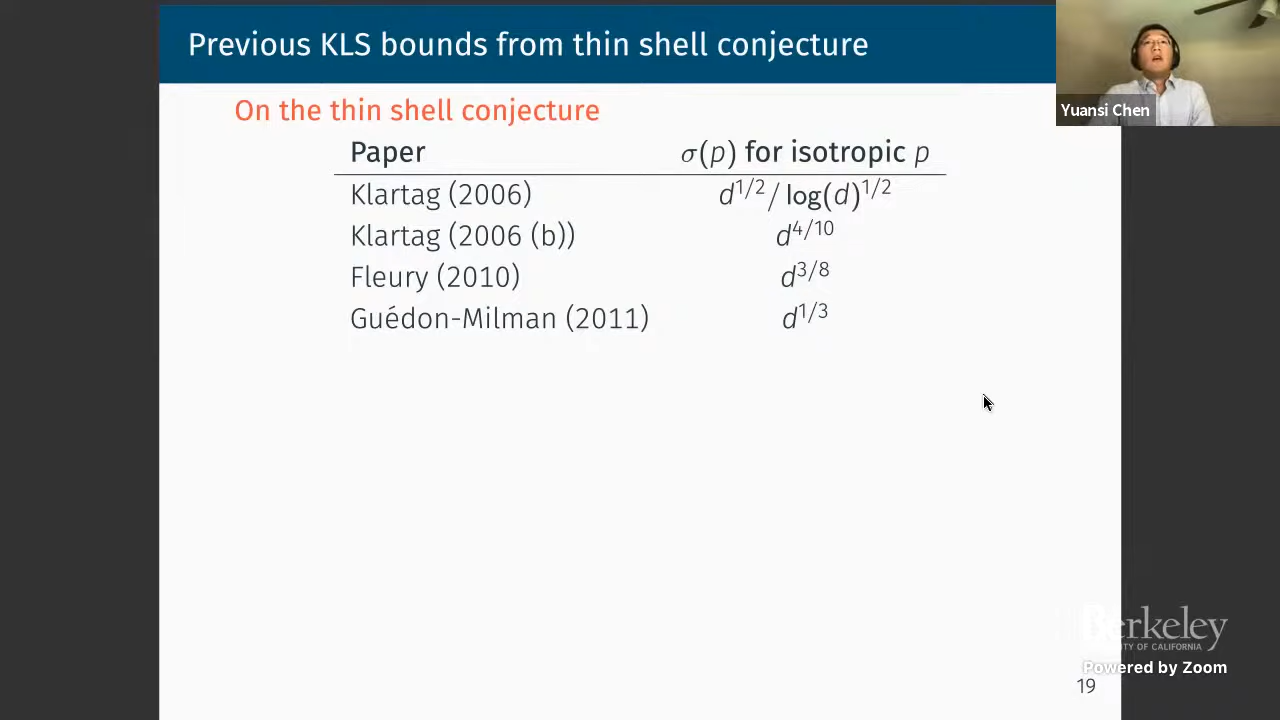 Previous KLS bounds from thin shell conjecture
Yuansi Chen
On the thin shell conjecture
Paper σ(p) for isotropic p
Klartag (2006) d^{1/2}/ log(d)^{1/2}
Klartag (2006 (b)) d^{4/10}
Fleury (2010) d^{3/8}
Guédon-Milman (2011) d^{1/3}
Berkeley
OF CALIFORNIA
Powered by Zoom
19